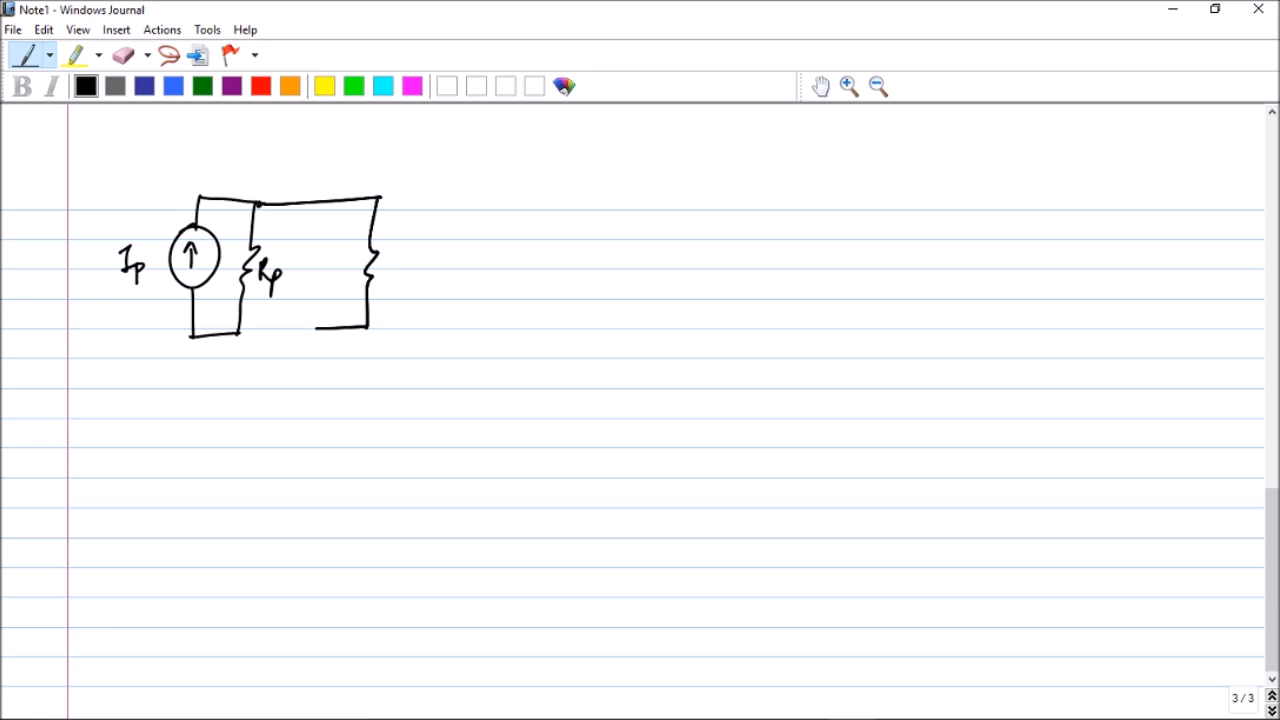 Note1 - Windows Journal
File Edit View Insert Actions Tools Help
B I
Ip
Rp
3 / 3